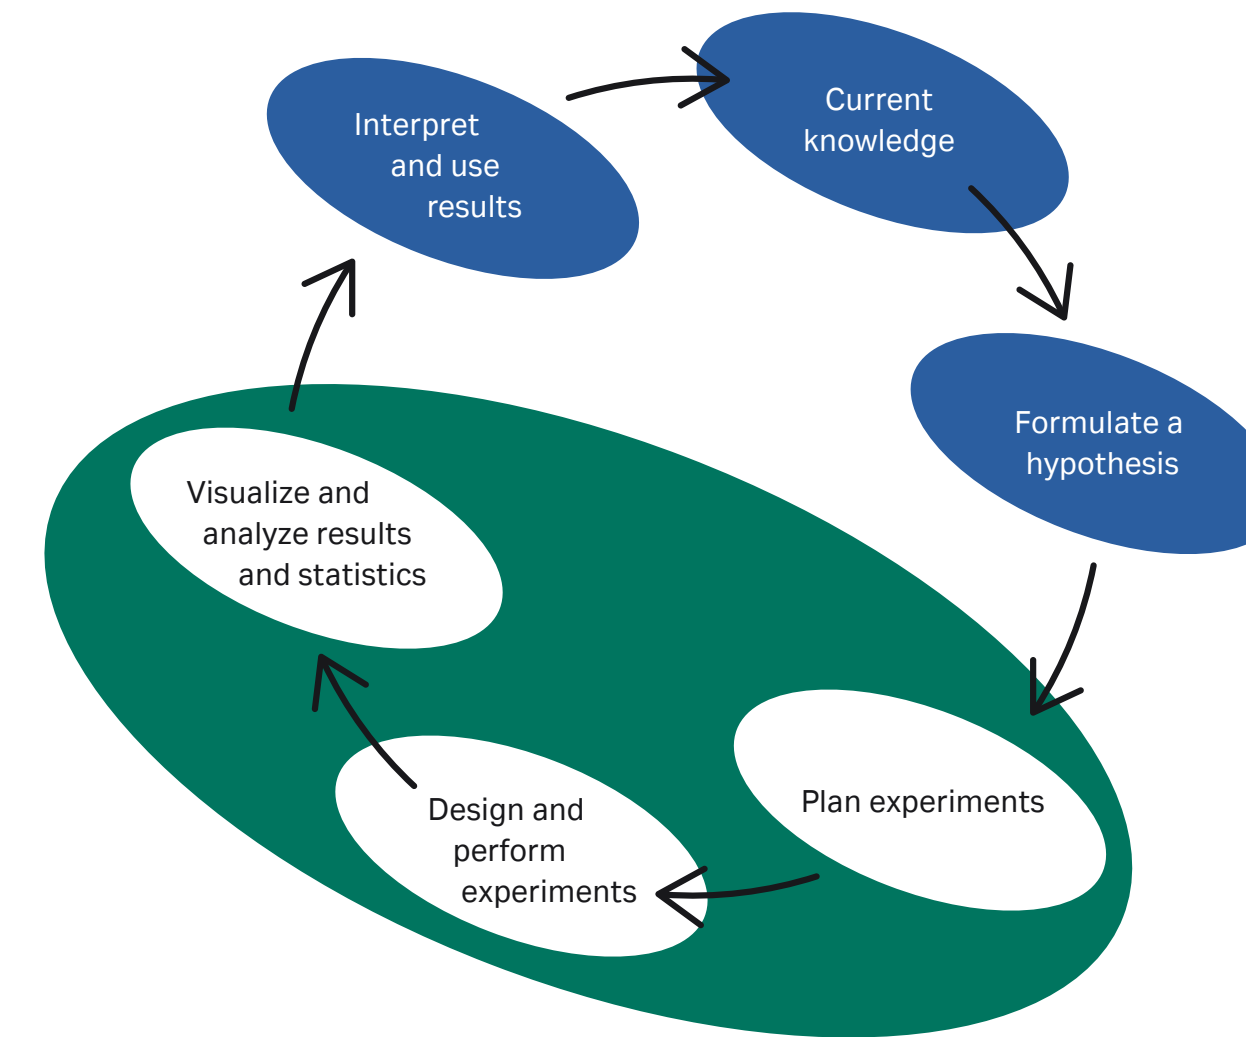 Current
knowledge
Interpret
and use
results
Formulate a
hypothesis
Visualize and
analyze results
and statistics
Plan experiments
Design and
perform
experiments